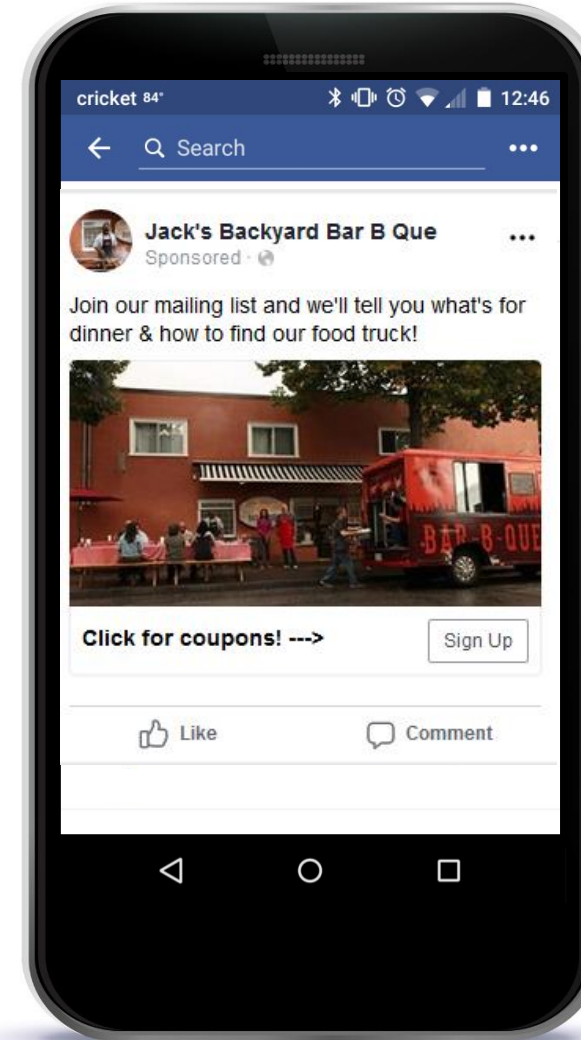 cricket 84° 12:46
Search
Jack's Backyard Bar B Que
Sponsored ·
Join our mailing list and we'll tell you what's for
dinner & how to find our food truck!
BAR-B-QUE
Click for coupons! ---> Sign Up
Like Comment